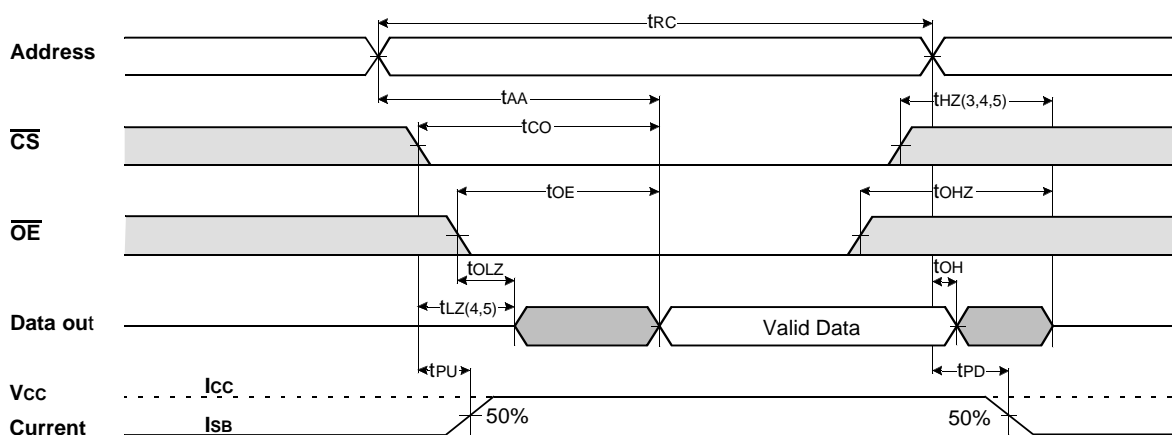 tRC
Address
tAA
tHZ(3,4,5)
CS
tCO
OE
tOE
tOHZ
tOLZ
tOH
tLZ(4,5)
Data out
Valid Data
tPU
tPD
VCC
ICC
50%
50%
Current
ISB